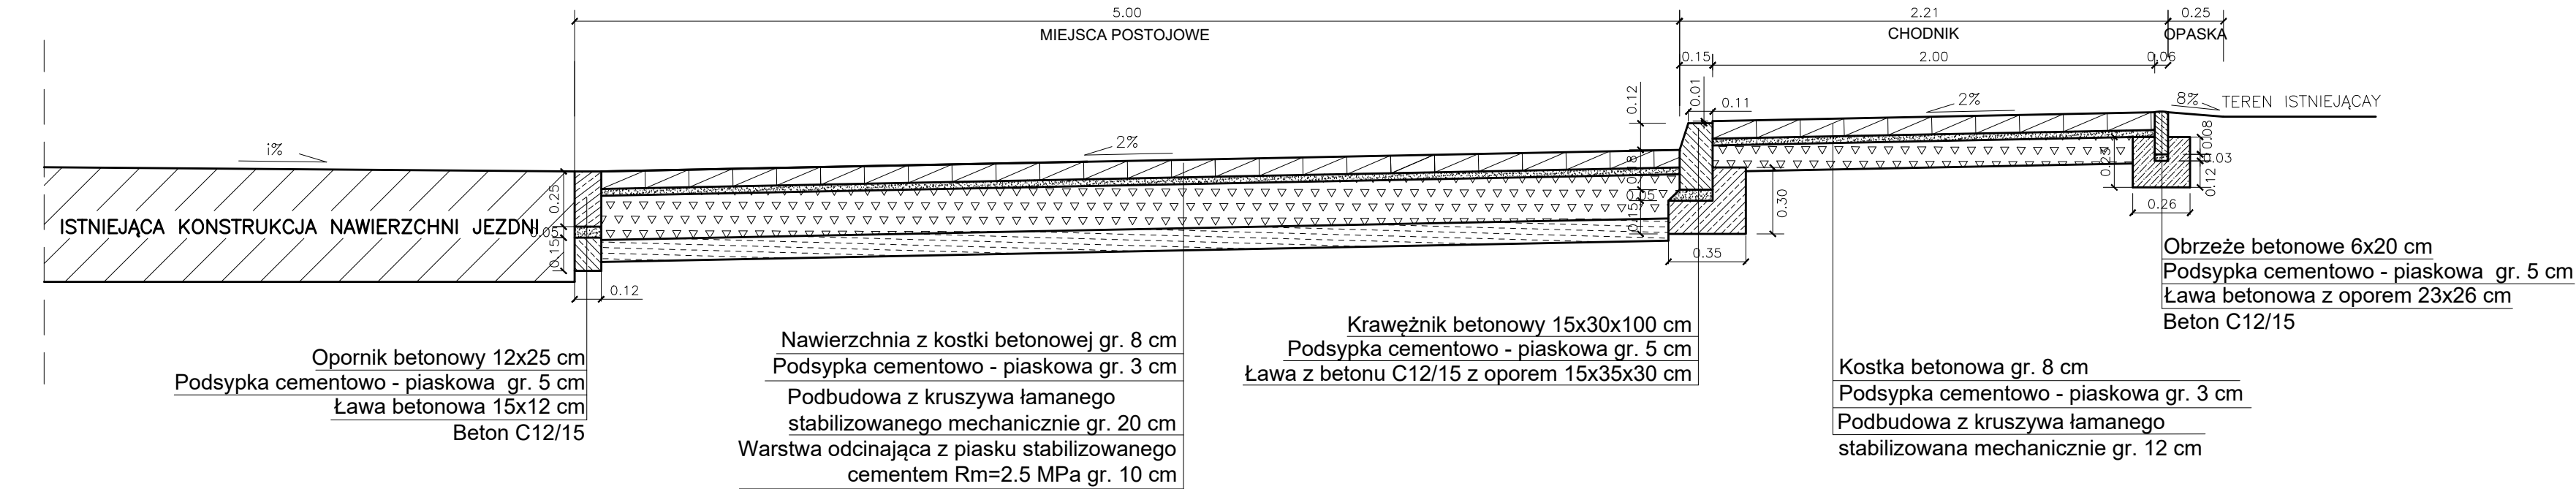 5.00
2.21
0.25
MIEJSCA POSTOJOWE
CHODNIK
OPASKA
0.15
2.00
0.06
0.12
0.01
0.11
2%
8%
TEREN ISTNIEJĄCAY
i%
2%
0.08
0.03
0.12
0.23
0.26
0.25
0.05
0.15
0.12
ISTNIEJĄCA KONSTRUKCJA NAWIERZCHNI JEZDNI
0.05
0.15
0.30
0.35
Obrzeże betonowe 6x20 cm
Podsypka cementowo - piaskowa gr. 5 cm
Ława betonowa z oporem 23x26 cm
Beton C12/15
Opornik betonowy 12x25 cm
Podsypka cementowo - piaskowa gr. 5 cm
Ława betonowa 15x12 cm
Beton C12/15
Nawierzchnia z kostki betonowej gr. 8 cm
Podsypka cementowo - piaskowa gr. 3 cm
Podbudowa z kruszywa łamanego
stabilizowanego mechanicznie gr. 20 cm
Warstwa odcinająca z piasku stabilizowanego
cementem Rm=2.5 MPa gr. 10 cm
Krawężnik betonowy 15x30x100 cm
Podsypka cementowo - piaskowa gr. 5 cm
Ława z betonu C12/15 z oporem 15x35x30 cm
Kostka betonowa gr. 8 cm
Podsypka cementowo - piaskowa gr. 3 cm
Podbudowa z kruszywa łamanego
stabilizowana mechanicznie gr. 12 cm